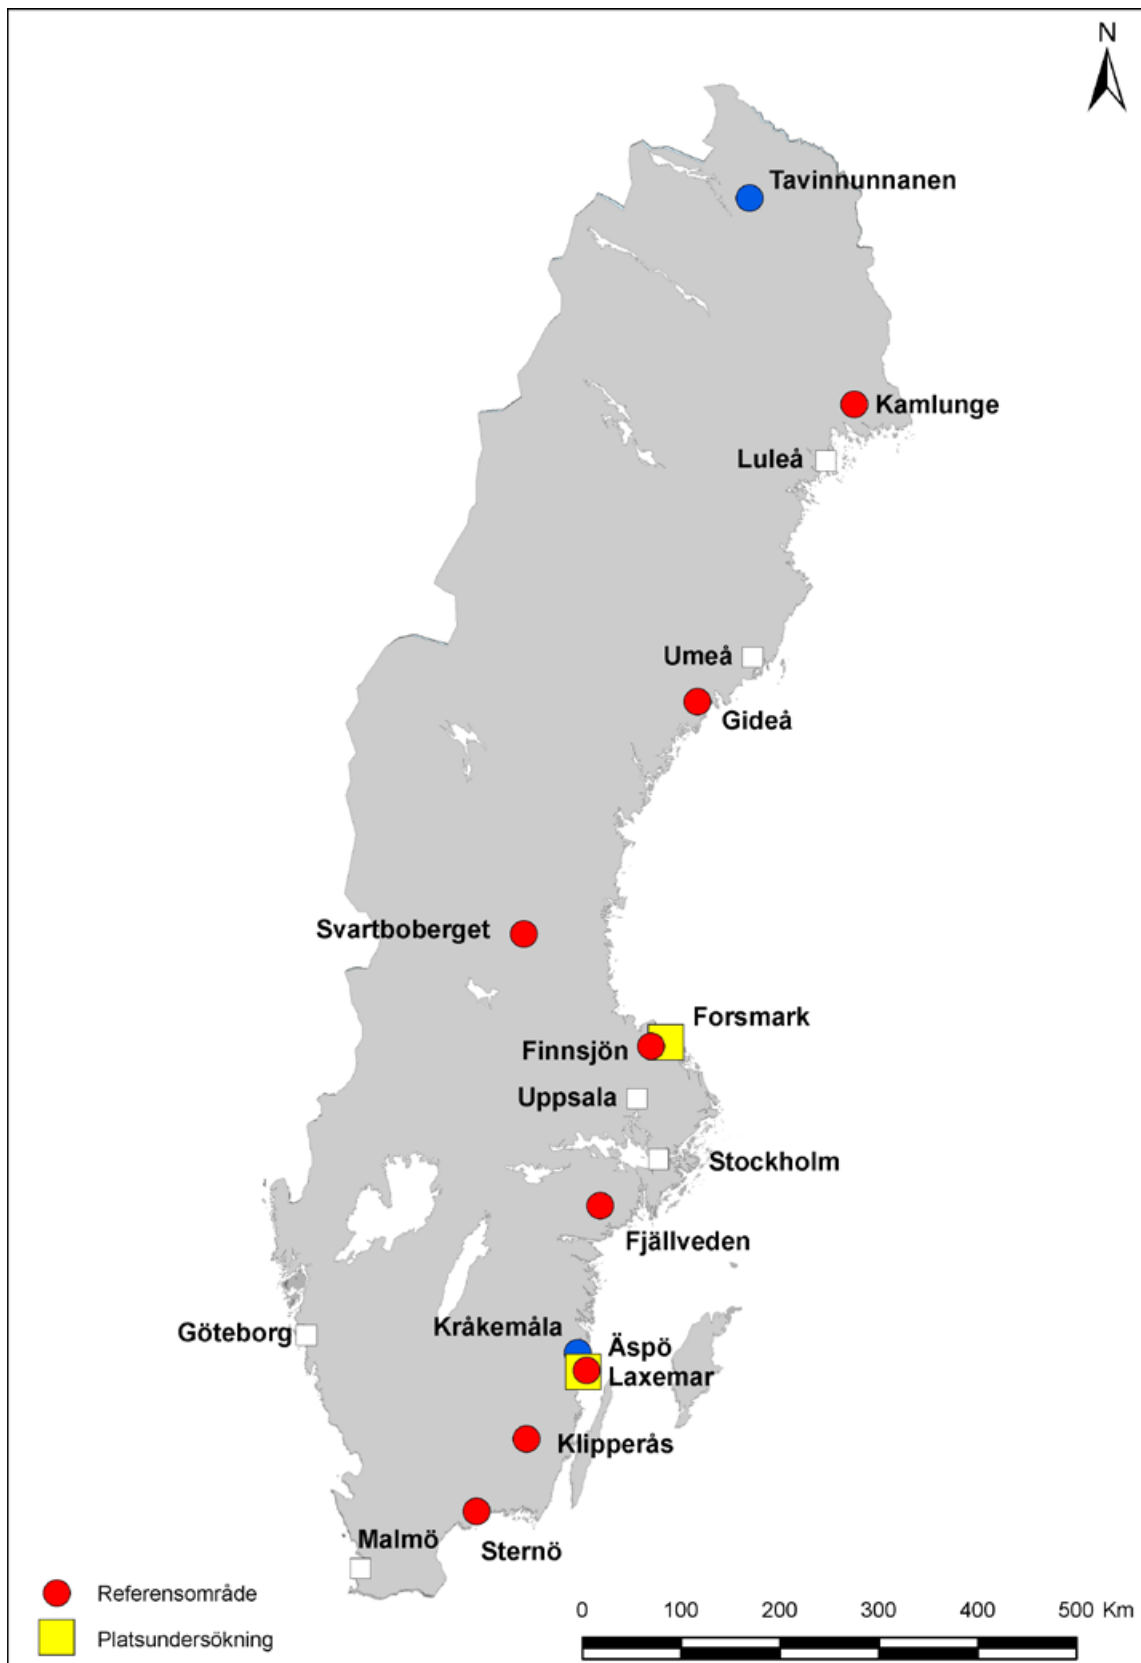 N
Tavinnunnanen
Kamlunge
Luleå
Umeå
Gideå
Svartboberget
Forsmark
Finnsjön
Uppsala
Stockholm
Fjällveden
Kråkemåla
Göteborg
Äspö
Laxemar
Klipperås
Malmö
Sternö
Referensområde
Platsundersökning
0 100 200 300 400 500 Km